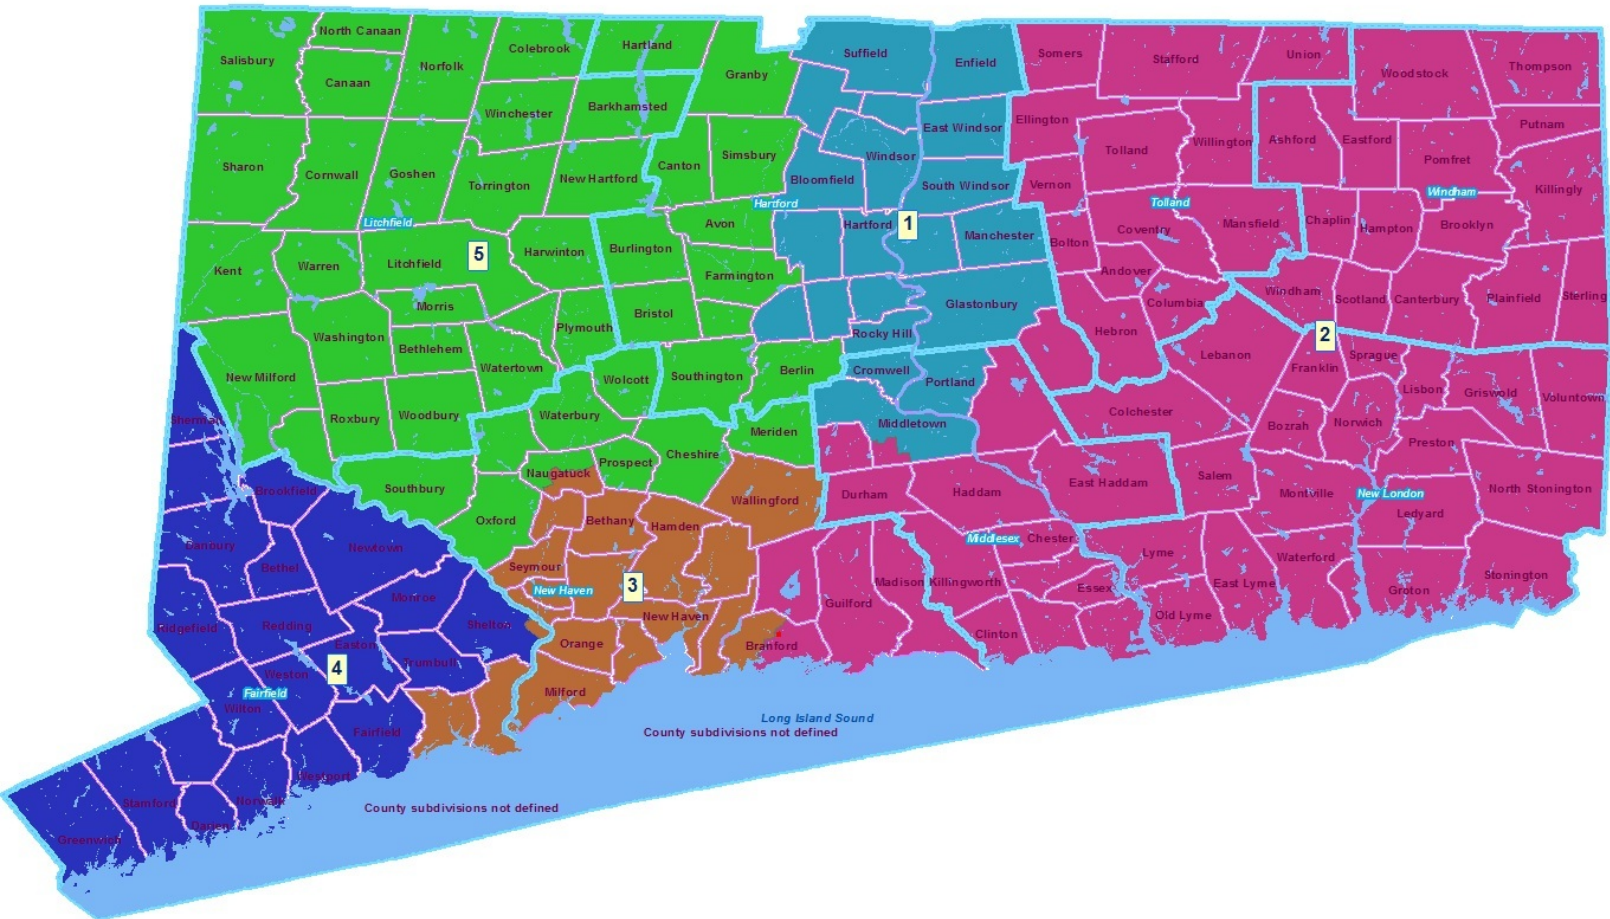 North Canaan
Salisbury
Canaan
Norfolk
Colebrook
Hartland
Granby
Suffield
Enfield
Somers
Stafford
Union
Woodstock
Thompson
Winchester
Barkhamsted
East Windsor
Ellington
Putnam
Sharon
Cornwall
Goshen
Torrington
New Hartford
Canton
Simsbury
Bloomfield
Windsor
South Windsor
Vernon
Tolland
Willington
Ashford
Eastford
Pomfret
Killingly
Litchfield
Hartford
Tolland
Windham
Avon
Hartford
1
Manchester
Bolton
Coventry
Mansfield
Chaplin
Hampton
Brooklyn
Kent
Warren
Litchfield
5
Harwinton
Burlington
Farmington
Andover
Morris
Bristol
Glastonbury
Columbia
Windham
Scotland
Canterbury
Plainfield
Sterling
Washington
Bethlehem
Plymouth
Rocky Hill
Hebron
2
New Milford
Watertown
Wolcott
Southington
Berlin
Cromwell
Portland
Lebanon
Franklin
Sprague
Lisbon
Griswold
Voluntown
Sherman
Roxbury
Woodbury
Waterbury
Meriden
Middletown
Colchester
Bozrah
Norwich
Preston
Southbury
Naugatuck
Prospect
Cheshire
Wallingford
Durham
Haddam
East Haddam
Salem
Montville
New London
North Stonington
Brookfield
Oxford
Bethany
Hamden
Middlesex
Chester
Ledyard
Danbury
Newtown
Bethel
Seymour
New Haven
3
Madison
Killingworth
Essex
Lyme
East Lyme
Waterford
Groton
Stonington
Monroe
Guilford
Old Lyme
Ridgefield
Redding
Easton
Shelton
Orange
New Haven
Branford
Clinton
4
Weston
Trumbull
Fairfield
Wilton
Milford
Fairfield
Long Island Sound
County subdivisions not defined
Westport
Stamford
Norwalk
Darien
Greenwich
County subdivisions not defined